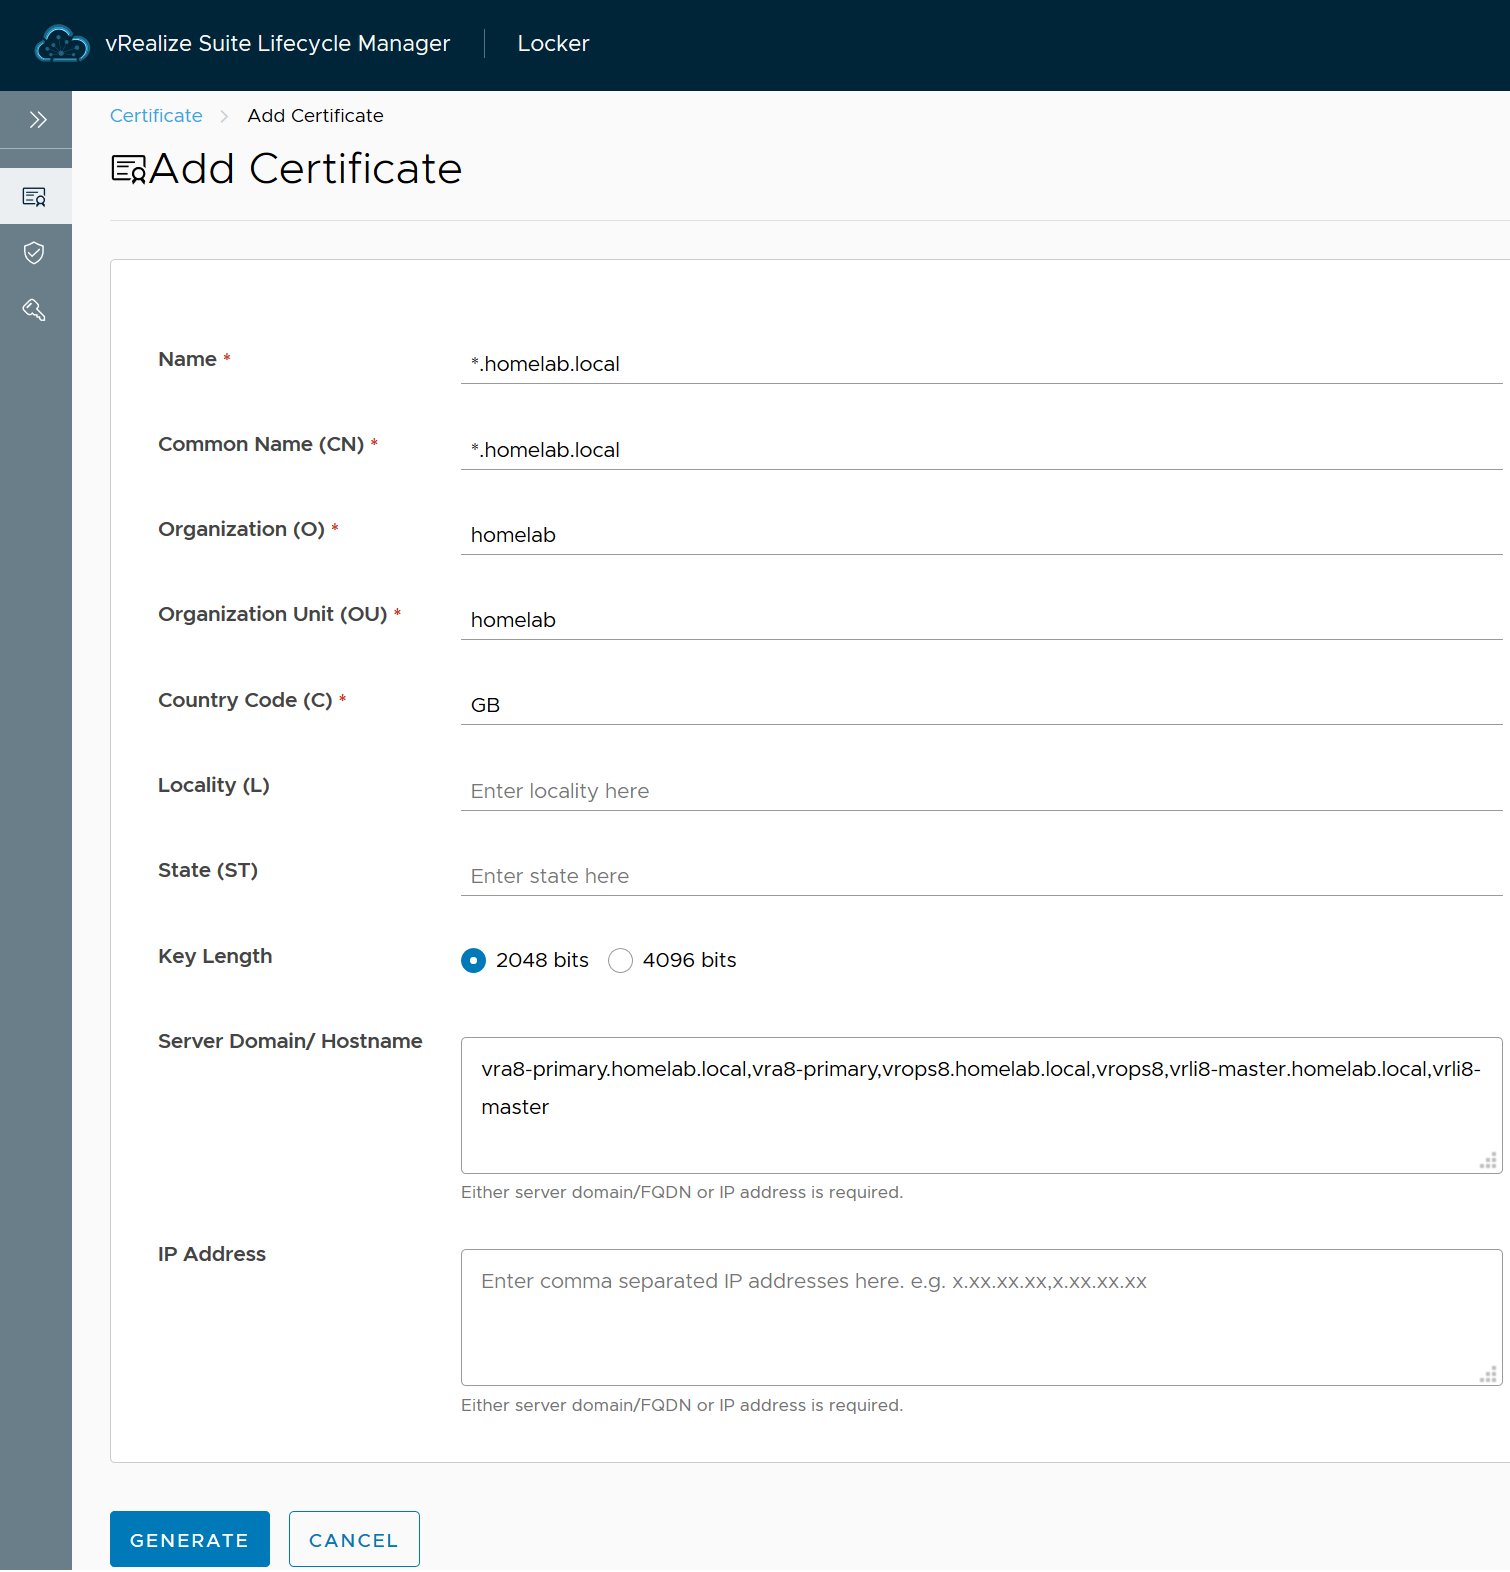 vRealize Suite Lifecycle Manager
Locker
Certificate
Add Certificate
Add Certificate
Name *
*.homelab.local
Common Name (CN) *
*.homelab.local
Organization (O) *
homelab
Organization Unit (OU) *
homelab
Country Code (C) *
GB
Locality (L)
Enter locality here
State (ST)
Enter state here
Key Length
2048 bits
4096 bits
Server Domain/ Hostname
vra8-primary.homelab.local,vra8-primary,vrops8.homelab.local,vrops8,vrli8-master.homelab.local,vrli8-
master
Either server domain/FQDN or IP address is required.
IP Address
Enter comma separated IP addresses here. e.g. x.xx.xx.xx,x.xx.xx.xx
Either server domain/FQDN or IP address is required.
GENERATE
CANCEL